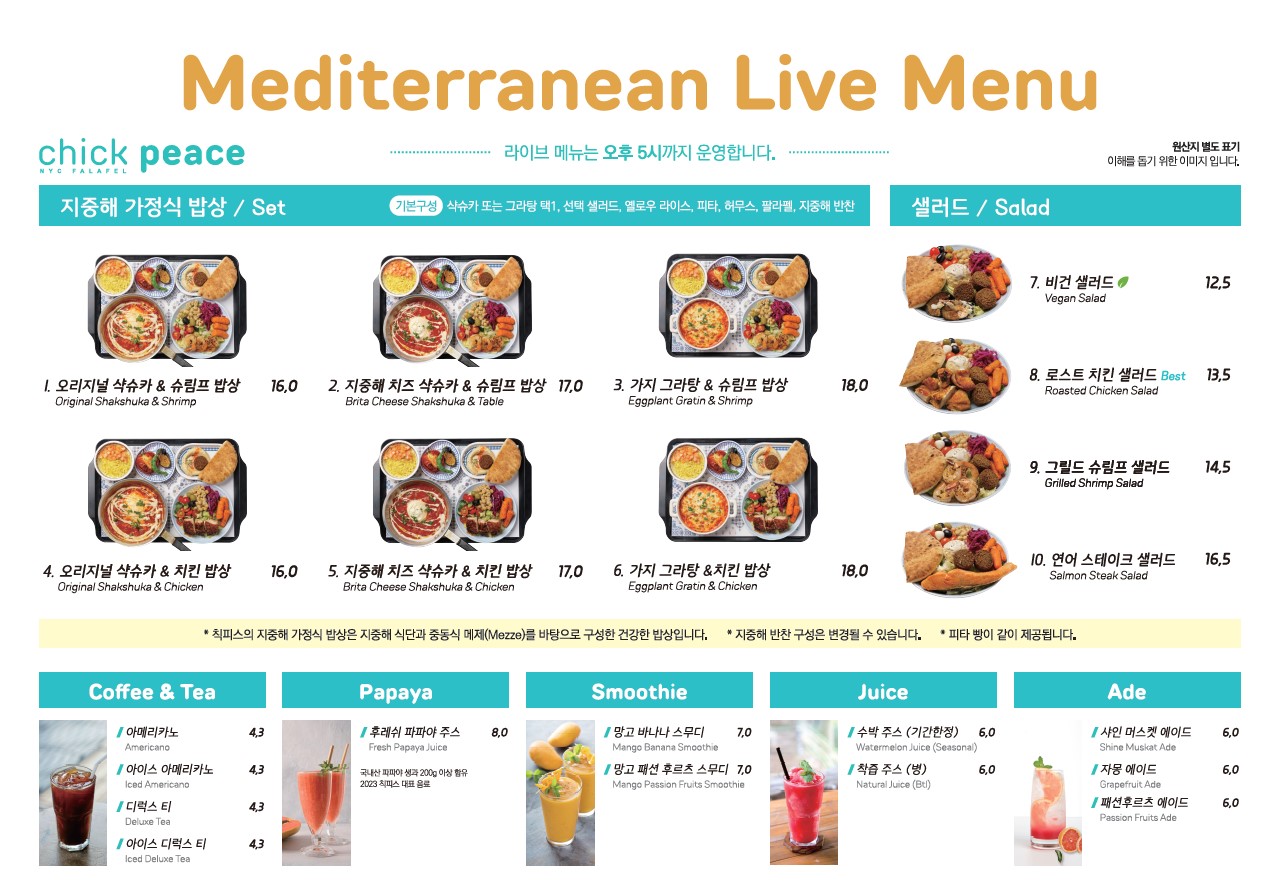 Mediterranean Live Menu
chick peace
NYC FALAFEL
라이브 메뉴는 오후 5시까지 운영합니다.
원산지 별도 표기
이해를 돕기 위한 이미지 입니다.
지중해 가정식 밥상 / Set
기본구성 샥슈카 또는 그라탕 택1, 선택 샐러드, 옐로우 라이스, 피타, 허무스, 팔라펠, 지중해 반찬
1. 오리지널 샥슈카 & 슈림프 밥상 16,0
Original Shakshuka & Shrimp
2. 지중해 치즈 샥슈카 & 슈림프 밥상 17,0
Brita Cheese Shakshuka & Table
3. 가지 그라탕 & 슈림프 밥상 18,0
Eggplant Gratin & Shrimp
4. 오리지널 샥슈카 & 치킨 밥상 16,0
Original Shakshuka & Chicken
5. 지중해 치즈 샥슈카 & 치킨 밥상 17,0
Brita Cheese Shakshuka & Chicken
6. 가지 그라탕 &치킨 밥상 18,0
Eggplant Gratin & Chicken
샐러드 / Salad
7. 비건 샐러드 12,5
Vegan Salad
8. 로스트 치킨 샐러드 Best 13,5
Roasted Chicken Salad
9. 그릴드 슈림프 샐러드 14,5
Grilled Shrimp Salad
10. 연어 스테이크 샐러드 16,5
Salmon Steak Salad
* 칙피스의 지중해 가정식 밥상은 지중해 식단과 중동식 메제(Mezze)를 바탕으로 구성한 건강한 밥상입니다. * 지중해 반찬 구성은 변경될 수 있습니다. * 피타 빵이 같이 제공됩니다.
Coffee & Tea
아메리카노 4,3
Americano
아이스 아메리카노 4,3
Iced Americano
디럭스 티 4,3
Deluxe Tea
아이스 디럭스 티 4,3
Iced Deluxe Tea
Papaya
후레쉬 파파야 주스 8,0
Fresh Papaya Juice
국내산 파파야 생과 200g 이상 함유
2023 칙피스 대표 음료
Smoothie
망고 바나나 스무디 7,0
Mango Banana Smoothie
망고 패션 후르츠 스무디 7,0
Mango Passion Fruits Smoothie
Juice
수박 주스 (기간한정) 6,0
Watermelon Juice (Seasonal)
착즙 주스 (병) 6,0
Natural Juice (Btl)
Ade
샤인 머스켓 에이드 6,0
Shine Muskat Ade
자몽 에이드 6,0
Grapefruit Ade
패션후르츠 에이드 6,0
Passion Fruits Ade